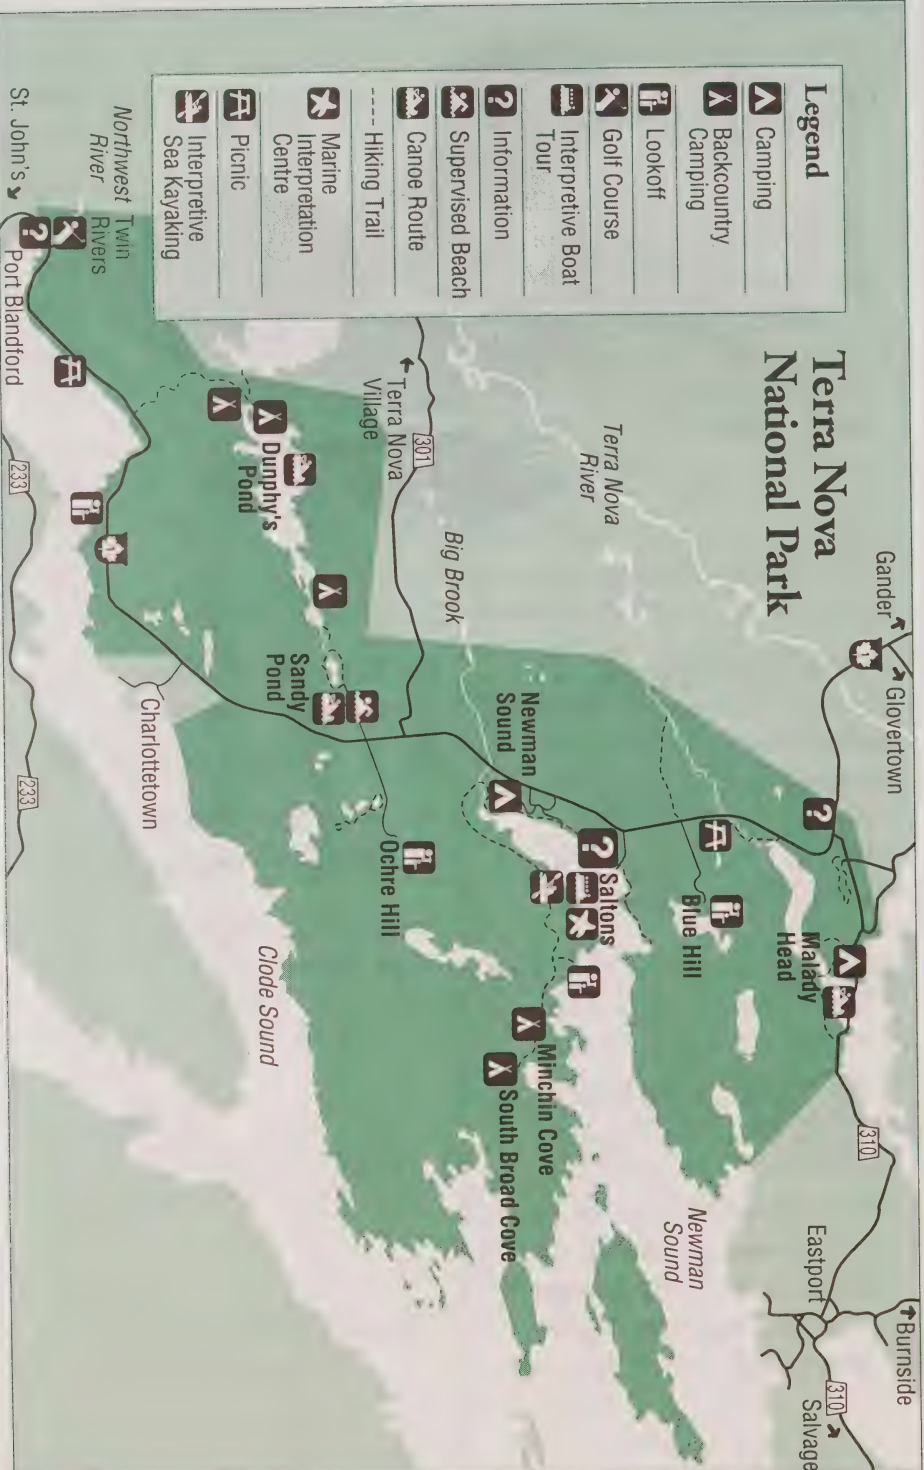 Terra Nova
National Park
Legend
Camping
Backcountry
Camping
Lookoff
Golf Course
Interpretive Boat
Tour
?
Information
Supervised Beach
Canoe Route
---- Hiking Trail
Marine
Interpretation
Centre
Picnic
Interpretive
Sea Kayaking
Gander
Glovertown
1
?
Malady
Head
310
Eastport
Burnside
310
Salvage
Terra Nova
River
Blue Hill
Newman
Sound
Big Brook
Newman
Sound
?
Saltons
Minchin Cove
South Broad Cove
301
Terra Nova
Village
Ochre Hill
Sandy
Pond
Dunphy's
Pond
Clode Sound
Charlottetown
1
Northwest
River
Twin
Rivers
?
St. John's
Port Blandford
233
233